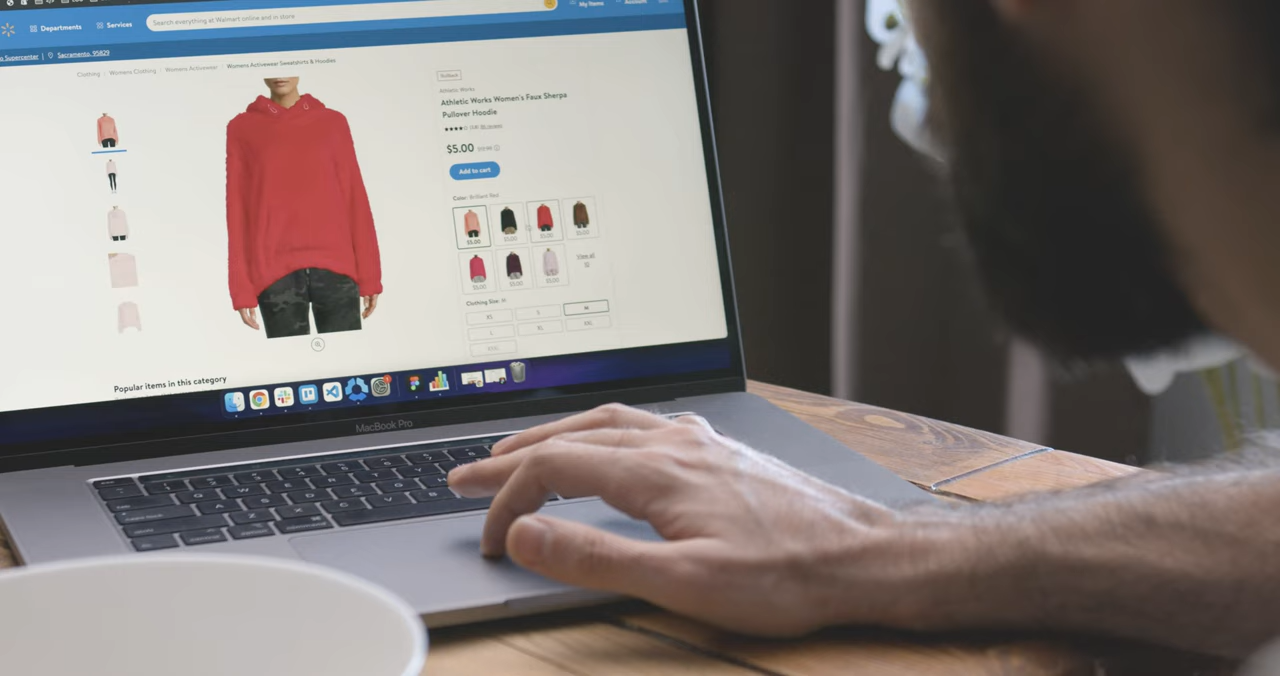 Departments
Services
Search everything at Walmart online and in store
My Items
Account
Supercenter | Sacramento, 95829
Clothing / Womens Clothing / Womens Activewear / Womens Activewear Sweatshirts & Hoodies
Rollback
Athletic Works
Athletic Works Women's Faux Sherpa
Pullover Hoodie
$5.00
Add to cart
Color: Brilliant Red
$5.00
$5.00
$5.00
$5.00
$5.00
$5.00
$5.00
View all
Clothing Size: M
XS
S
M
L
XL
XXL
Popular items in this category
MacBook Pro